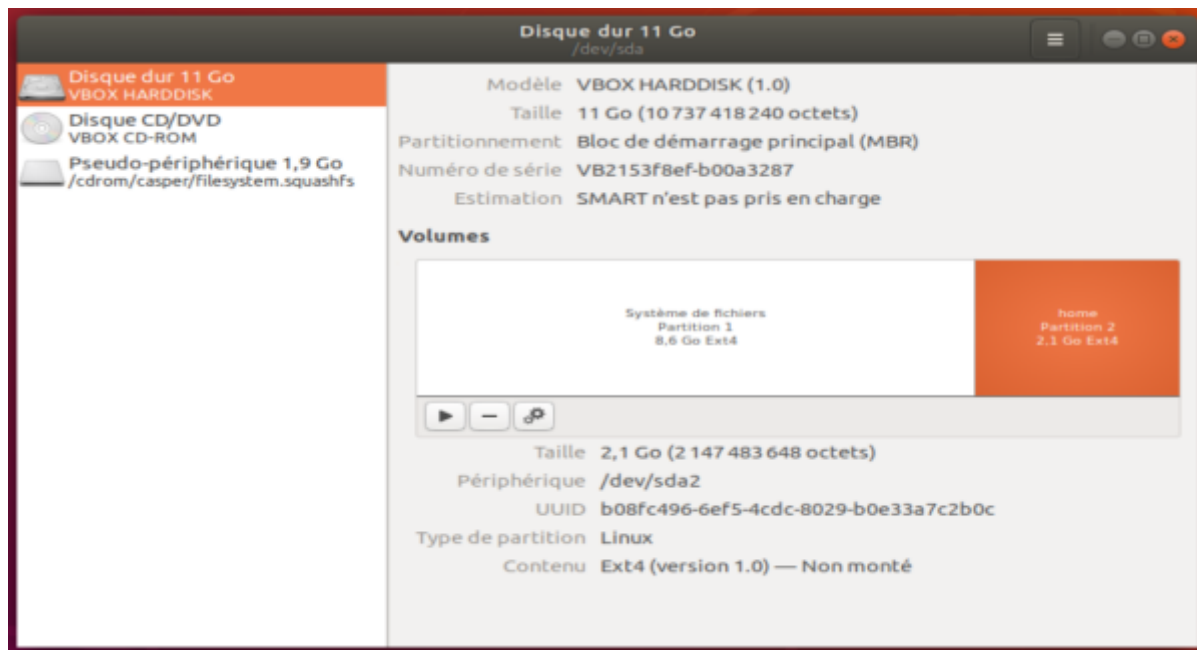 Disque dur 11 Go
/dev/sda
Disque dur 11 Go
VBOX HARDDISK
Disque CD/DVD
VBOX CD-ROM
Pseudo-périphérique 1,9 Go
/cdrom/casper/filesystem.squashfs
Modèle VBOX HARDDISK (1.0)
Taille 11 Go (10 737 418 240 octets)
Partitionnement Bloc de démarrage principal (MBR)
Numéro de série VB2153f8ef-b00a3287
Estimation SMART n'est pas pris en charge
Volumes
Système de fichiers
Partition 1
8,6 Go Ext4
home
Partition 2
2,1 Go Ext4
Taille 2,1 Go (2 147 483 648 octets)
Périphérique /dev/sda2
UUID b08fc496-6ef5-4cdc-8029-b0e33a7c2b0c
Type de partition Linux
Contenu Ext4 (version 1.0) — Non monté